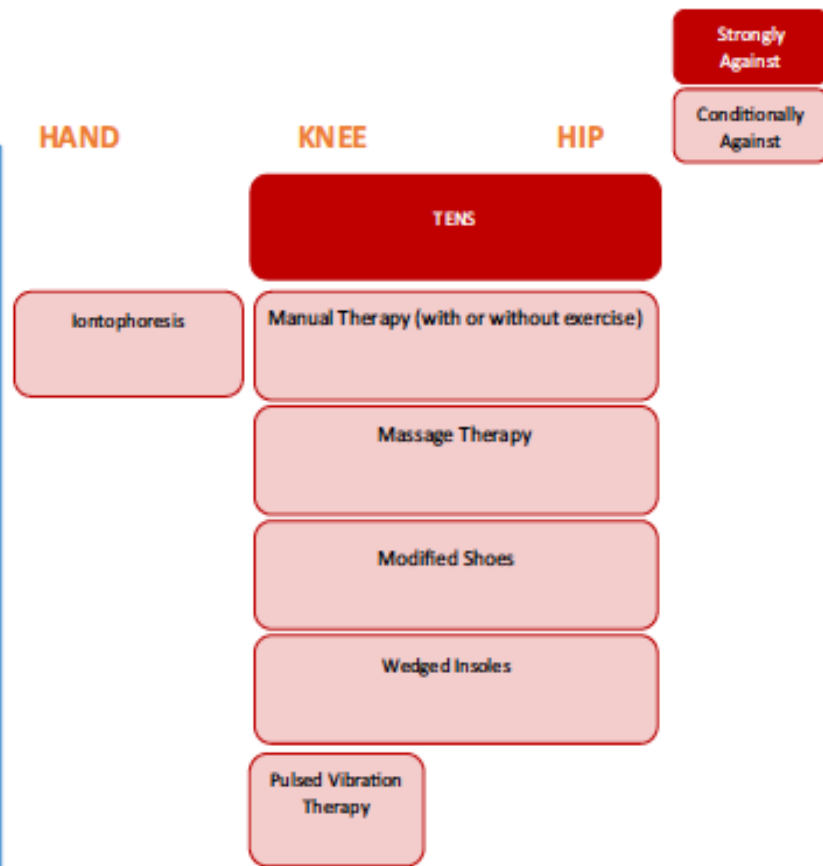 Strongly
Against
Conditionally
Against
HAND KNEE HIP
TENS
Iontophoresis
Manual Therapy (with or without exercise)
Massage Therapy
Modified Shoes
Wedged Insoles
Pulsed Vibration
Therapy